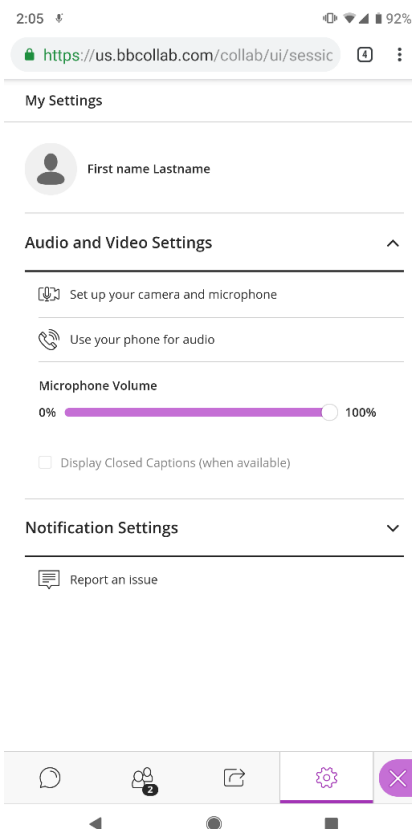 2:05
92%
https://us.bbcollab.com/collab/ui/sessic
4
My Settings
First name Lastname
Audio and Video Settings
Set up your camera and microphone
Use your phone for audio
Microphone Volume
0% 100%
Display Closed Captions (when available)
Notification Settings
Report an issue
2